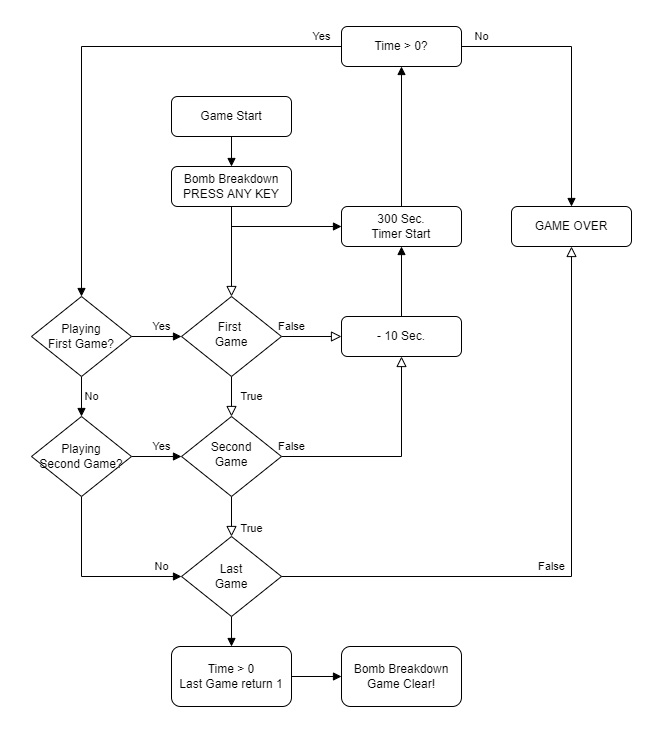 Yes
Time > 0?
No
Game Start
Bomb Breakdown
PRESS ANY KEY
300 Sec.
Timer Start
GAME OVER
Playing
First Game?
Yes
First
Game
False
- 10 Sec.
No
True
Playing
Second Game?
Yes
Second
Game
False
True
No
Last
Game
False
Time > 0
Last Game return 1
Bomb Breakdown
Game Clear!